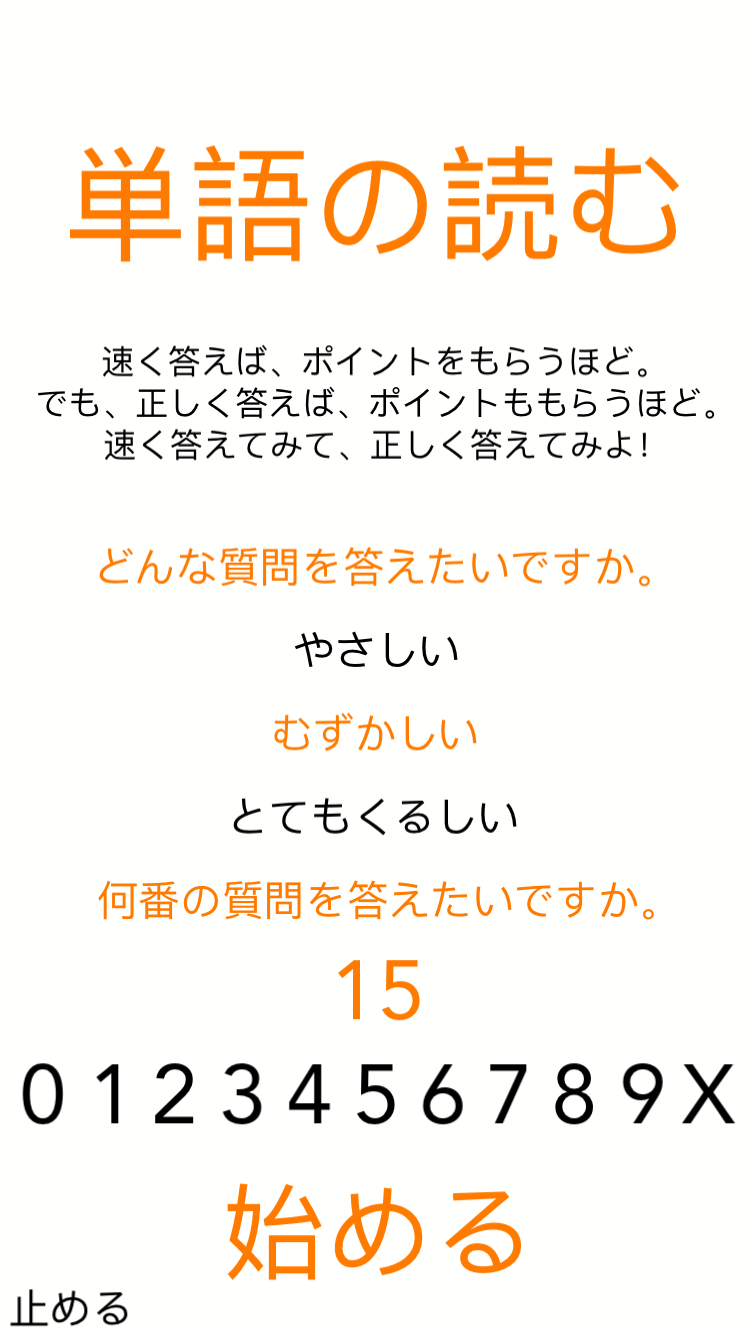 単語の読む
速く答えば、ポイントをもらうほど。
でも、正しく答えば、ポイントももらうほど。
速く答えてみて、正しく答えてみよ！
どんな質問を答えたいですか。
やさしい
むずかしい
とてもくるしい
何番の質問を答えたいですか。
15
0 1 2 3 4 5 6 7 8 9 X
始める
止める